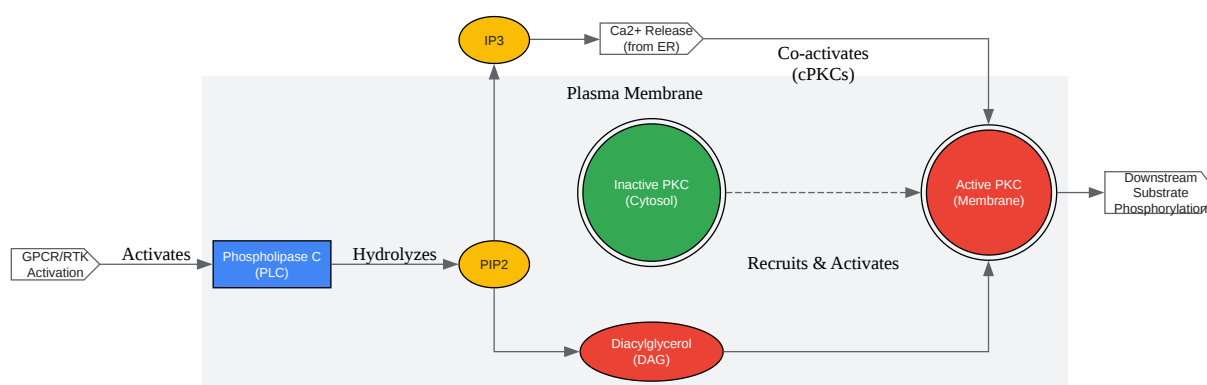 IP3
Ca2+ Release
(from ER)
Co-activates
(cPKCs)
Plasma Membrane
Inactive PKC
(Cytosol)
Active PKC
(Membrane)
Downstream
Substrate
Phosphorylation
GPCR/RTK
Activation
Activates
Phospholipase C
(PLC)
Hydrolyzes
PIP2
Recruits & Activates
Diacylglycerol
(DAG)